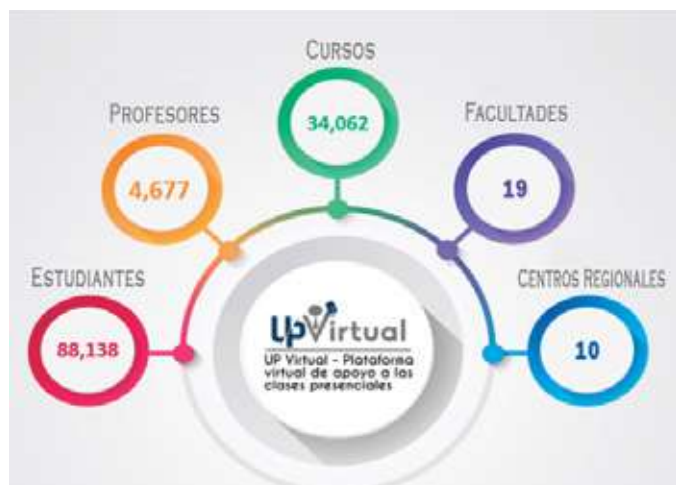 CURSOS
34,062
PROFESORES
4,677
FACULTADES
19
ESTUDIANTES
88,138
CENTROS REGIONALES
10
UpVirtual
UP Virtual - Plataforma
virtual de apoyo a las
clases presenciales